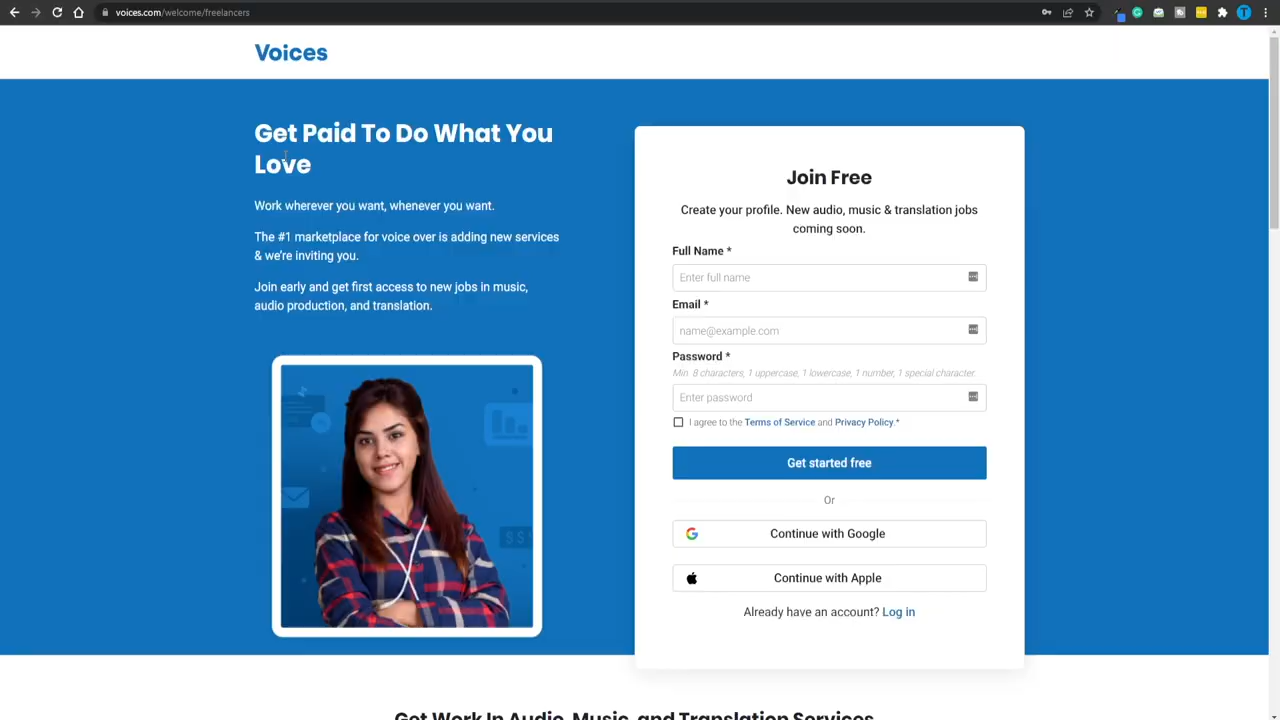 voices.com/welcome/freelancers
T
Voices
Get Paid To Do What You
Love
Work wherever you want, whenever you want.
The #1 marketplace for voice over is adding new services
& we're inviting you.
Join early and get first access to new jobs in music,
audio production, and translation.
$$
Join Free
Create your profile. New audio, music & translation jobs
coming soon.
Full Name *
Enter full name
Email *
name@example.com
Password *
Min. 8 characters, 1 uppercase, 1 lowercase, 1 number, 1 special character.
Enter password
I agree to the Terms of Service and Privacy Policy.*
Get started free
Or
Continue with Google
Continue with Apple
Already have an account? Log in
Get Work In Audio, Music, and Translation Services